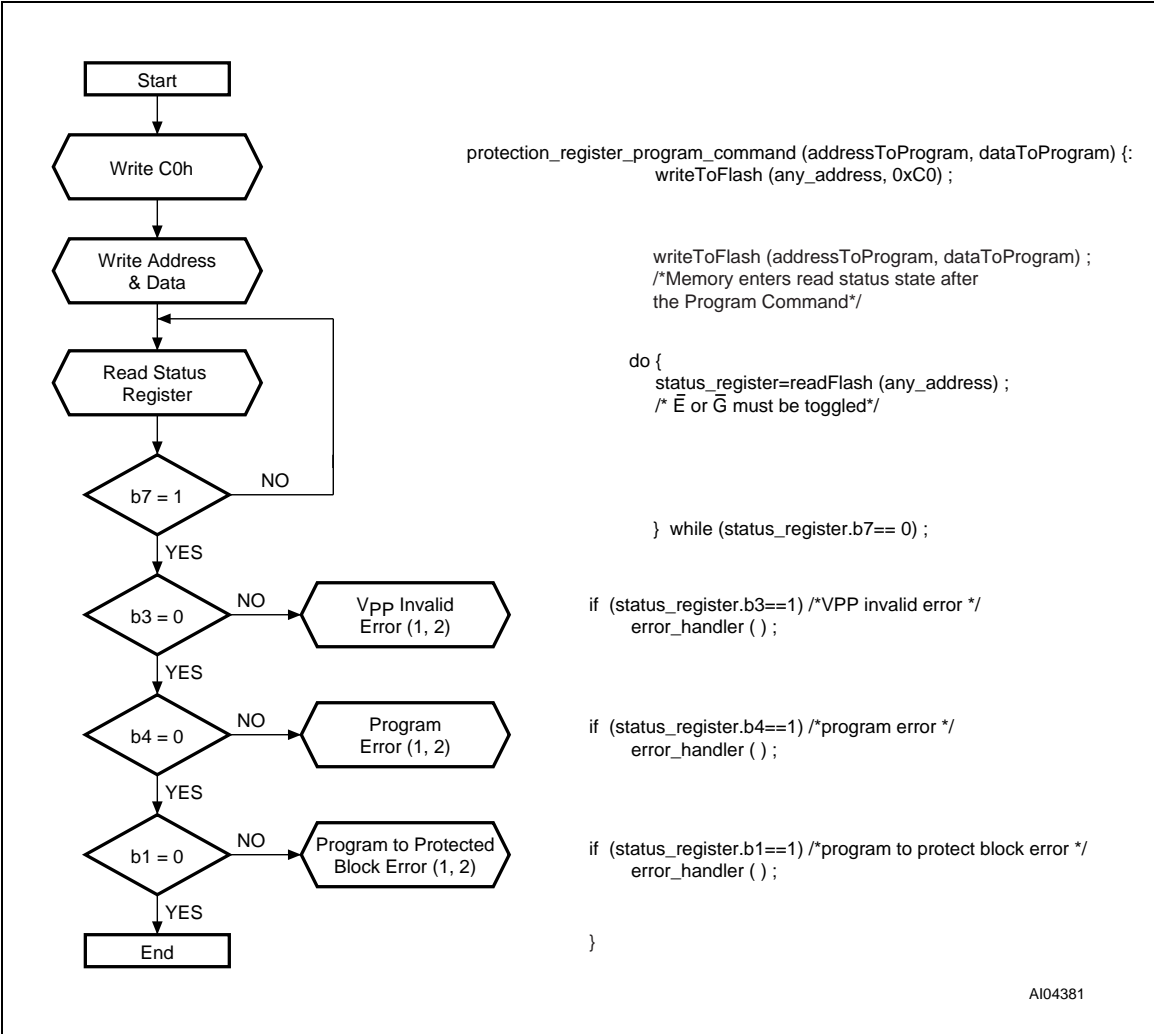 Start
Write C0h
protection_register_program_command (addressToProgram, dataToProgram) {:
writeToFlash (any_address, 0xC0) ;
Write Address
& Data
writeToFlash (addressToProgram, dataToProgram) ;
/*Memory enters read status state after
the Program Command*/
Read Status
Register
do {
status_register=readFlash (any_address) ;
/* E̅ or G̅ must be toggled*/
b7 = 1
NO
} while (status_register.b7== 0) ;
YES
b3 = 0
NO
VPP Invalid
Error (1, 2)
if (status_register.b3==1) /*VPP invalid error */
error_handler ( ) ;
YES
b4 = 0
NO
Program
Error (1, 2)
if (status_register.b4==1) /*program error */
error_handler ( ) ;
YES
b1 = 0
NO
Program to Protected
Block Error (1, 2)
if (status_register.b1==1) /*program to protect block error */
error_handler ( ) ;
YES
End
}
AI04381